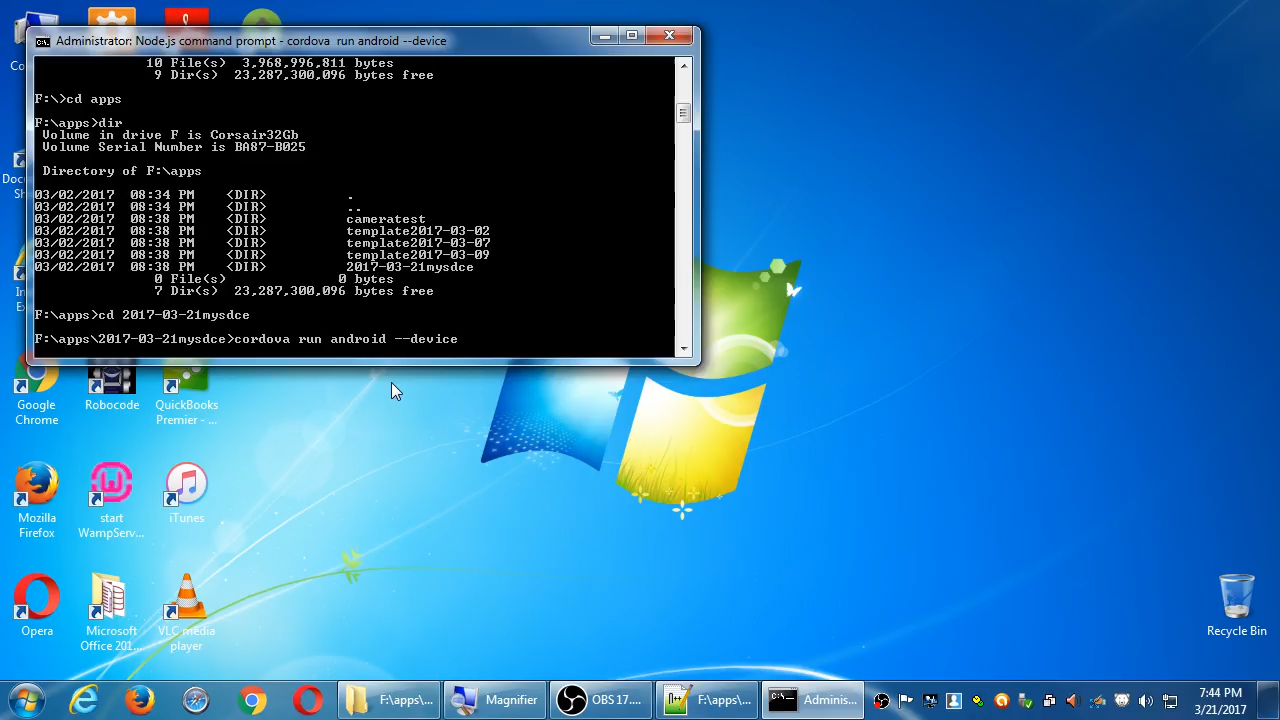 Administrator: Node.js command prompt - cordova  run android --device
10 File(s)  3,968,996,811 bytes
9 Dir(s)  23,287,300,096 bytes free
F:\>cd apps
F:\apps>dir
Volume in drive F is Corsair32Gb
Volume Serial Number is BA87-B025
Directory of F:\apps
03/02/2017  08:34 PM    <DIR>          .
03/02/2017  08:34 PM    <DIR>          ..
03/02/2017  08:38 PM    <DIR>          cameratest
03/02/2017  08:38 PM    <DIR>          template2017-03-02
03/02/2017  08:38 PM    <DIR>          template2017-03-07
03/02/2017  08:38 PM    <DIR>          template2017-03-09
03/02/2017  08:38 PM    <DIR>          2017-03-21mysdce
0 File(s)              0 bytes
7 Dir(s)  23,287,300,096 bytes free
F:\apps>cd 2017-03-21mysdce
F:\apps\2017-03-21mysdce>cordova run android --device
Google Chrome
Robocode
QuickBooks Premier - ...
Mozilla Firefox
start WampServ...
iTunes
Opera
Microsoft Office 201...
VLC media player
Recycle Bin
F:\apps\...
Magnifier
OBS 17....
F:\apps\...
Adminis...
7:44 PM
3/21/2017